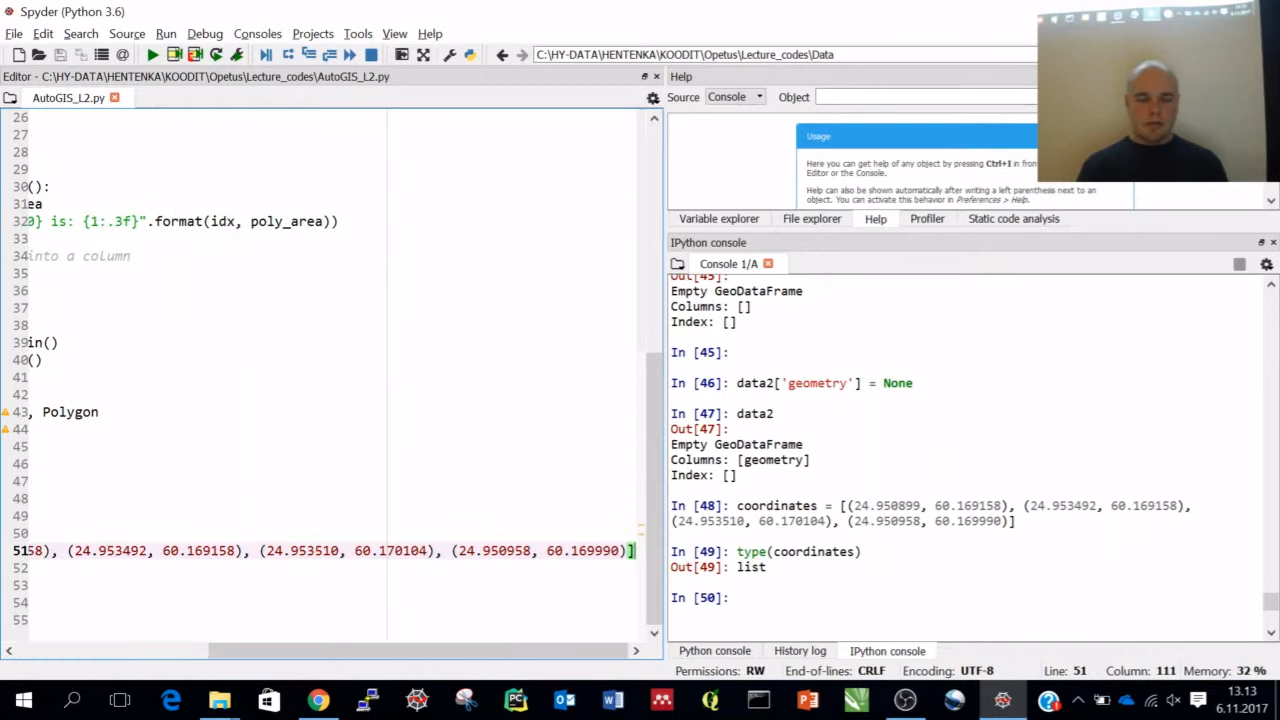 Spyder (Python 3.6)
File Edit Search Source Run Debug Consoles Projects Tools View Help
C:\HY-DATA\HENTENKA\KOODIT\Opetus\Lecture_codes\Data
Editor - C:\HY-DATA\HENTENKA\KOODIT\Opetus\Lecture_codes\AutoGIS_L2.py
AutoGIS_L2.py
26
27
28
29
30 ():
31 ea
32 } is: {1:.3f}".format(idx, poly_area))
33
34 into a column
35
36
37
38
39 in()
40 ()
41
42
43 , Polygon
44
45
46
47
48
49
50
51 58), (24.953492, 60.169158), (24.953510, 60.170104), (24.950958, 60.169990)]
52
53
54
55
Help
Source Console Object
Usage
Here you can get help of any object by pressing Ctrl+I in fron
Editor or the Console.
Help can also be shown automatically after writing a left parenthesis next to an
object. You can activate this behavior in Preferences > Help.
Variable explorer File explorer Help Profiler Static code analysis
IPython console
Console 1/A
Out[45]:
Empty GeoDataFrame
Columns: []
Index: []
In [45]:
In [46]: data2['geometry'] = None
In [47]: data2
Out[47]:
Empty GeoDataFrame
Columns: [geometry]
Index: []
In [48]: coordinates = [(24.950899, 60.169158), (24.953492, 60.169158),
(24.953510, 60.170104), (24.950958, 60.169990)]
In [49]: type(coordinates)
Out[49]: list
In [50]:
Python console History log IPython console
Permissions: RW End-of-lines: CRLF Encoding: UTF-8 Line: 51 Column: 111 Memory: 32 %
13.13
6.11.2017